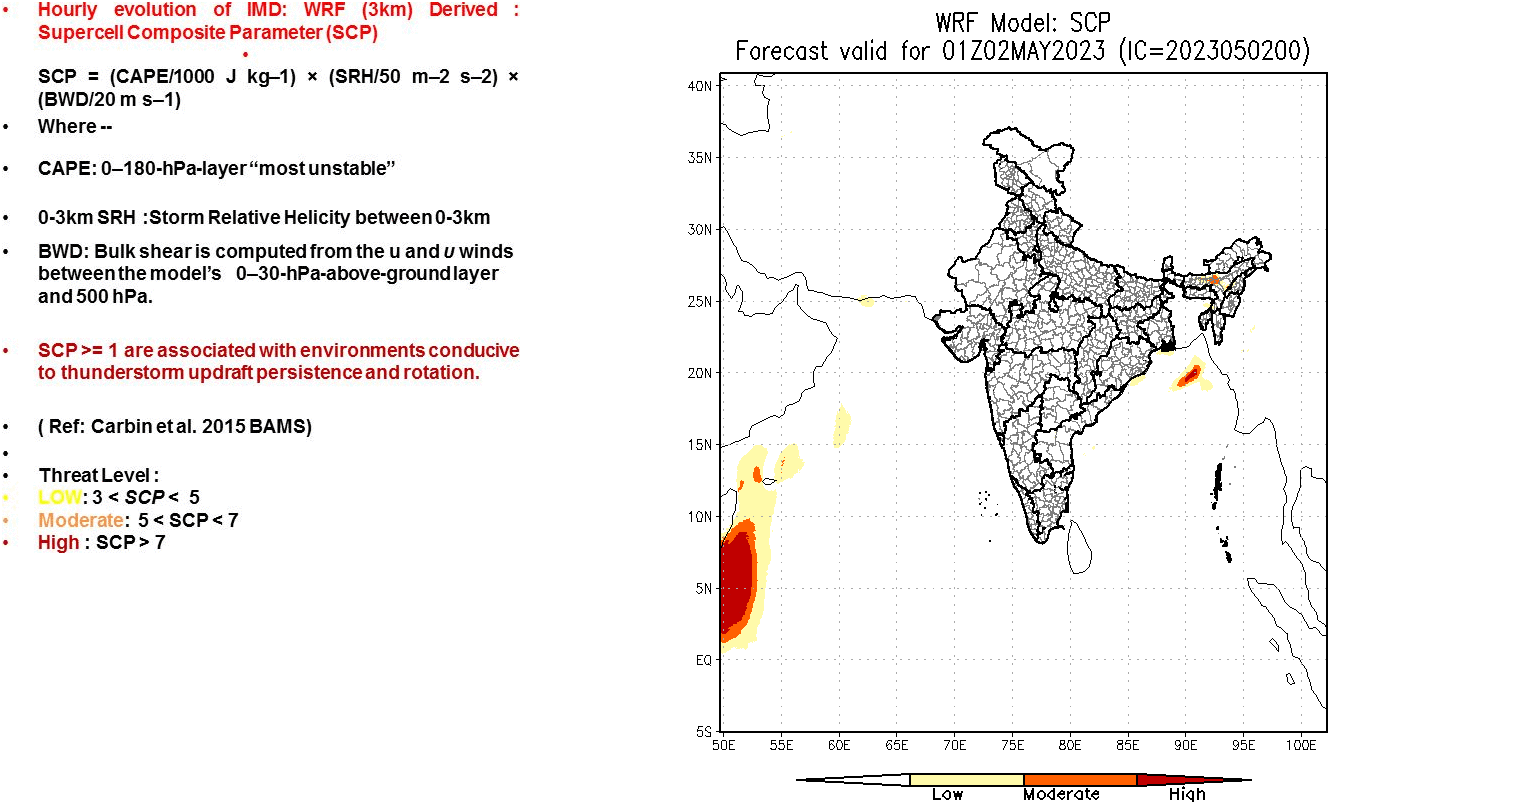 • Hourly evolution of IMD: WRF (3km) Derived :
Supercell Composite Parameter (SCP)
•
SCP = (CAPE/1000 J kg–1) × (SRH/50 m–2 s–2) ×
(BWD/20 m s–1)
• Where --
• CAPE: 0–180-hPa-layer “most unstable”
• 0-3km SRH :Storm Relative Helicity between 0-3km
• BWD: Bulk shear is computed from the u and υ winds
between the model’s 0–30-hPa-above-ground layer
and 500 hPa.
• SCP >= 1 are associated with environments conducive
to thunderstorm updraft persistence and rotation.
• ( Ref: Carbin et al. 2015 BAMS)
•
• Threat Level :
• LOW: 3 < SCP < 5
• Moderate: 5 < SCP < 7
• High : SCP > 7
WRF Model: SCP
Forecast valid for 01Z02MAY2023 (IC=2023050200)
40N
35N
30N
25N
20N
15N
10N
5N
EQ
5S
50E 55E 60E 65E 70E 75E 80E 85E 90E 95E 100E
Low Moderate High